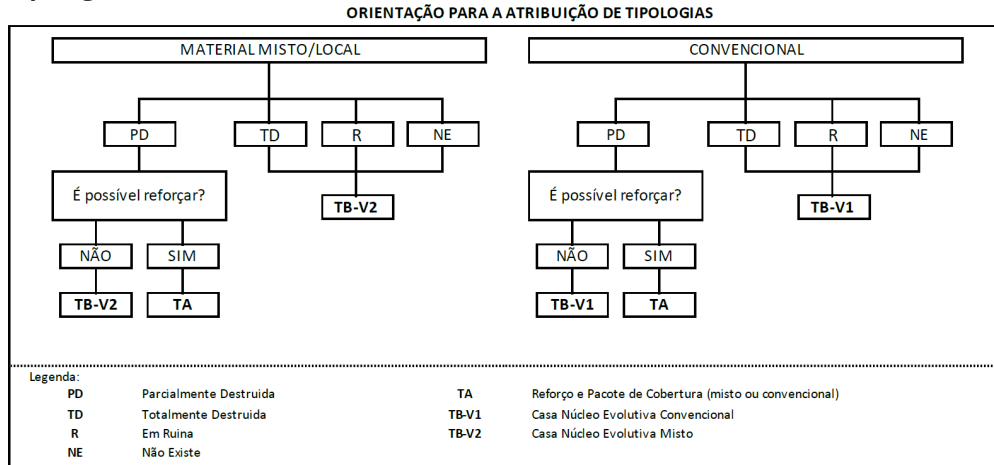 ORIENTAÇÃO PARA A ATRIBUIÇÃO DE TIPOLOGIAS
MATERIAL MISTO/LOCAL
PD TD R NE
É possível reforçar?
TB-V2
NÃO SIM
TB-V2 TA
CONVENCIONAL
PD TD R NE
É possível reforçar?
TB-V1
NÃO SIM
TB-V1 TA
Legenda:
PD Parcialmente Destruida
TD Totalmente Destruida
R Em Ruina
NE Não Existe
TA Reforço e Pacote de Cobertura (misto ou convencional)
TB-V1 Casa Núcleo Evolutiva Convencional
TB-V2 Casa Núcleo Evolutiva Misto